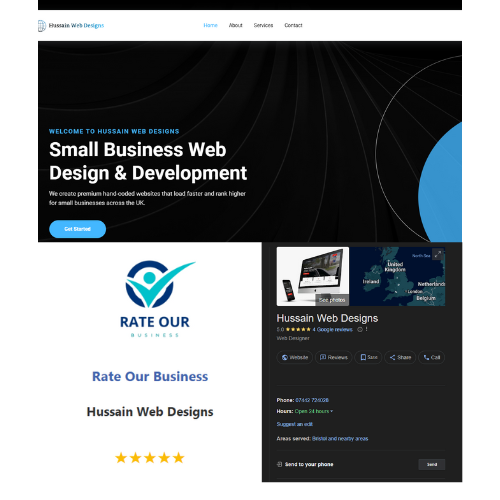 Hussain Web Designs
Home About Services Contact
WELCOME TO HUSSAIN WEB DESIGNS
Small Business Web
Design & Development
We create premium hand-coded websites that load faster and rank higher
for small businesses across the UK.
Get Started
RATE OUR
BUSINESS
Rate Our Business
Hussain Web Designs
See photos
North Sea
United
Kingdom
Ireland
Netherlands
London
Belgium
Hussain Web Designs
5.0 4 Google reviews
Web Designer
Website Reviews Save Share Call
Phone: 07442 724028
Hours: Open 24 hours
Suggest an edit
Areas served: Bristol and nearby areas
Send to your phone Send